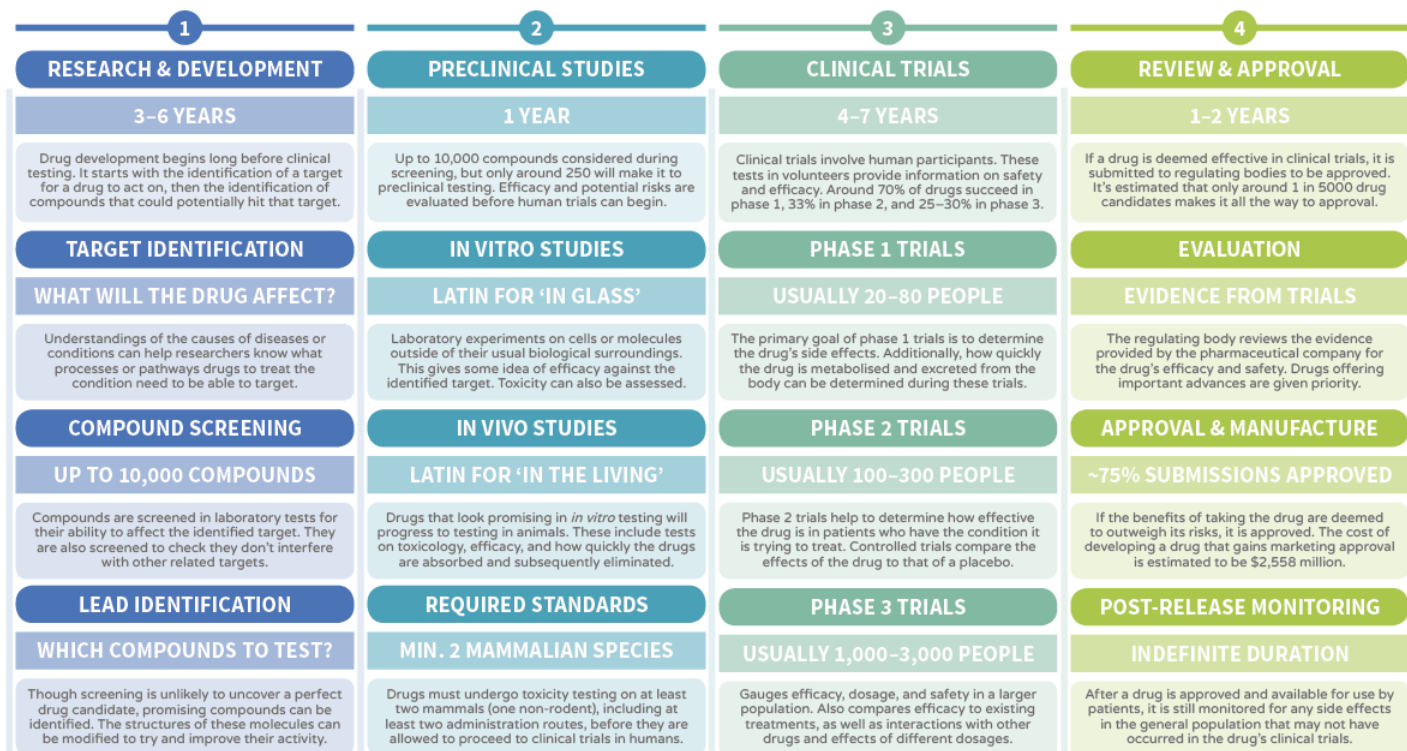 1
RESEARCH & DEVELOPMENT
3–6 YEARS
Drug development begins long before clinical
testing. It starts with the identification of a target
for a drug to act on, then the identification of
compounds that could potentially hit that target.
TARGET IDENTIFICATION
WHAT WILL THE DRUG AFFECT?
Understandings of the causes of diseases or
conditions can help researchers know what
processes or pathways drugs to treat the
condition need to be able to target.
COMPOUND SCREENING
UP TO 10,000 COMPOUNDS
Compounds are screened in laboratory tests for
their ability to affect the identified target. They
are also screened to check they don't interfere
with other related targets.
LEAD IDENTIFICATION
WHICH COMPOUNDS TO TEST?
Though screening is unlikely to uncover a perfect
drug candidate, promising compounds can be
identified. The structures of these molecules can
be modified to try and improve their activity.
2
PRECLINICAL STUDIES
1 YEAR
Up to 10,000 compounds considered during
screening, but only around 250 will make it to
preclinical testing. Efficacy and potential risks are
evaluated before human trials can begin.
IN VITRO STUDIES
LATIN FOR ‘IN GLASS’
Laboratory experiments on cells or molecules
outside of their usual biological surroundings.
This gives some idea of efficacy against the
identified target. Toxicity can also be assessed.
IN VIVO STUDIES
LATIN FOR ‘IN THE LIVING’
Drugs that look promising in in vitro testing will
progress to testing in animals. These include tests
on toxicology, efficacy, and how quickly the drugs
are absorbed and subsequently eliminated.
REQUIRED STANDARDS
MIN. 2 MAMMALIAN SPECIES
Drugs must undergo toxicity testing on at least
two mammals (one non-rodent), including at
least two administration routes, before they are
allowed to proceed to clinical trials in humans.
3
CLINICAL TRIALS
4–7 YEARS
Clinical trials involve human participants. These
tests in volunteers provide information on safety
and efficacy. Around 70% of drugs succeed in
phase 1, 33% in phase 2, and 25–30% in phase 3.
PHASE 1 TRIALS
USUALLY 20–80 PEOPLE
The primary goal of phase 1 trials is to determine
the drug's side effects. Additionally, how quickly
the drug is metabolised and excreted from the
body can be determined during these trials.
PHASE 2 TRIALS
USUALLY 100–300 PEOPLE
Phase 2 trials help to determine how effective
the drug is in patients who have the condition it
is trying to treat. Controlled trials compare the
effects of the drug to that of a placebo.
PHASE 3 TRIALS
USUALLY 1,000–3,000 PEOPLE
Gauges efficacy, dosage, and safety in a larger
population. Also compares efficacy to existing
treatments, as well as interactions with other
drugs and effects of different dosages.
4
REVIEW & APPROVAL
1–2 YEARS
If a drug is deemed effective in clinical trials, it is
submitted to regulating bodies to be approved.
It's estimated that only around 1 in 5000 drug
candidates makes it all the way to approval.
EVALUATION
EVIDENCE FROM TRIALS
The regulating body reviews the evidence
provided by the pharmaceutical company for
the drug's efficacy and safety. Drugs offering
important advances are given priority.
APPROVAL & MANUFACTURE
~75% SUBMISSIONS APPROVED
If the benefits of taking the drug are deemed
to outweigh its risks, it is approved. The cost of
developing a drug that gains marketing approval
is estimated to be $2,558 million.
POST-RELEASE MONITORING
INDEFINITE DURATION
After a drug is approved and available for use by
patients, it is still monitored for any side effects
in the general population that may not have
occurred in the drug's clinical trials.